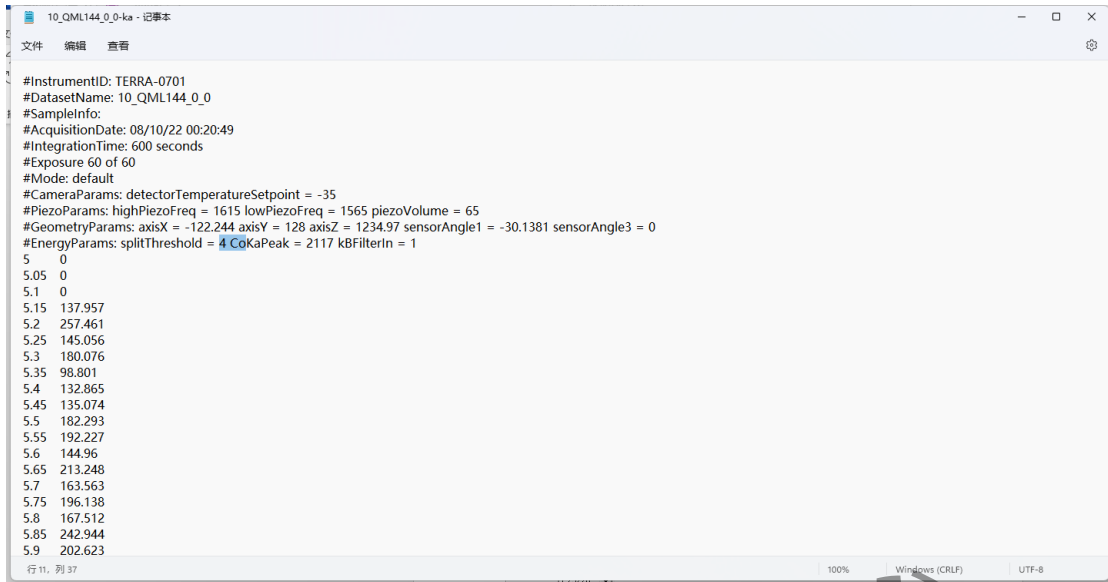 10_QML144_0_0-ka - 记事本
文件 编辑 查看
#InstrumentID: TERRA-0701
#DatasetName: 10_QML144_0_0
#SampleInfo:
#AcquisitionDate: 08/10/22 00:20:49
#IntegrationTime: 600 seconds
#Exposure 60 of 60
#Mode: default
#CameraParams: detectorTemperatureSetpoint = -35
#PiezoParams: highPiezoFreq = 1615 lowPiezoFreq = 1565 piezoVolume = 65
#GeometryParams: axisX = -122.244 axisY = 128 axisZ = 1234.97 sensorAngle1 = -30.1381 sensorAngle3 = 0
#EnergyParams: splitThreshold = 4 CoKaPeak = 2117 kBFilterIn = 1
5 0
5.05 0
5.1 0
5.15 137.957
5.2 257.461
5.25 145.056
5.3 180.076
5.35 98.801
5.4 132.865
5.45 135.074
5.5 182.293
5.55 192.227
5.6 144.96
5.65 213.248
5.7 163.563
5.75 196.138
5.8 167.512
5.85 242.944
5.9 202.623
行 11, 列 37 100% Windows (CRLF) UTF-8